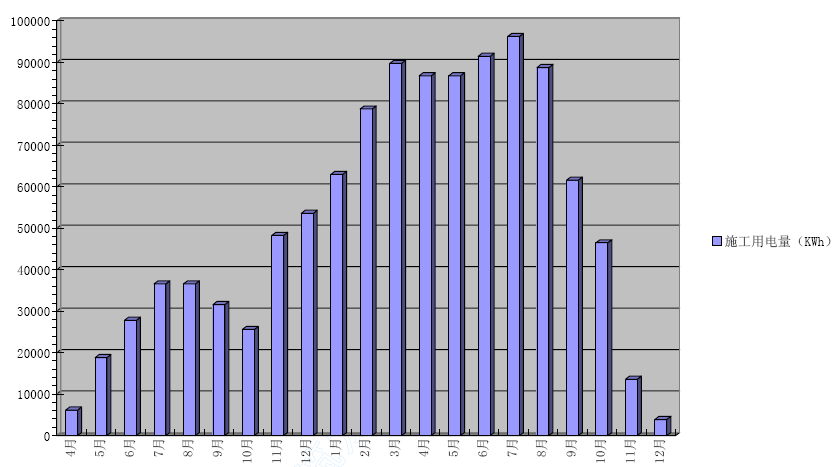 100000
90000
80000
70000
60000
50000
40000
30000
20000
10000
0
4月
5月
6月
7月
8月
9月
10月
11月
12月
1月
2月
3月
4月
5月
6月
7月
8月
9月
10月
11月
12月
施工用电量（KWh）